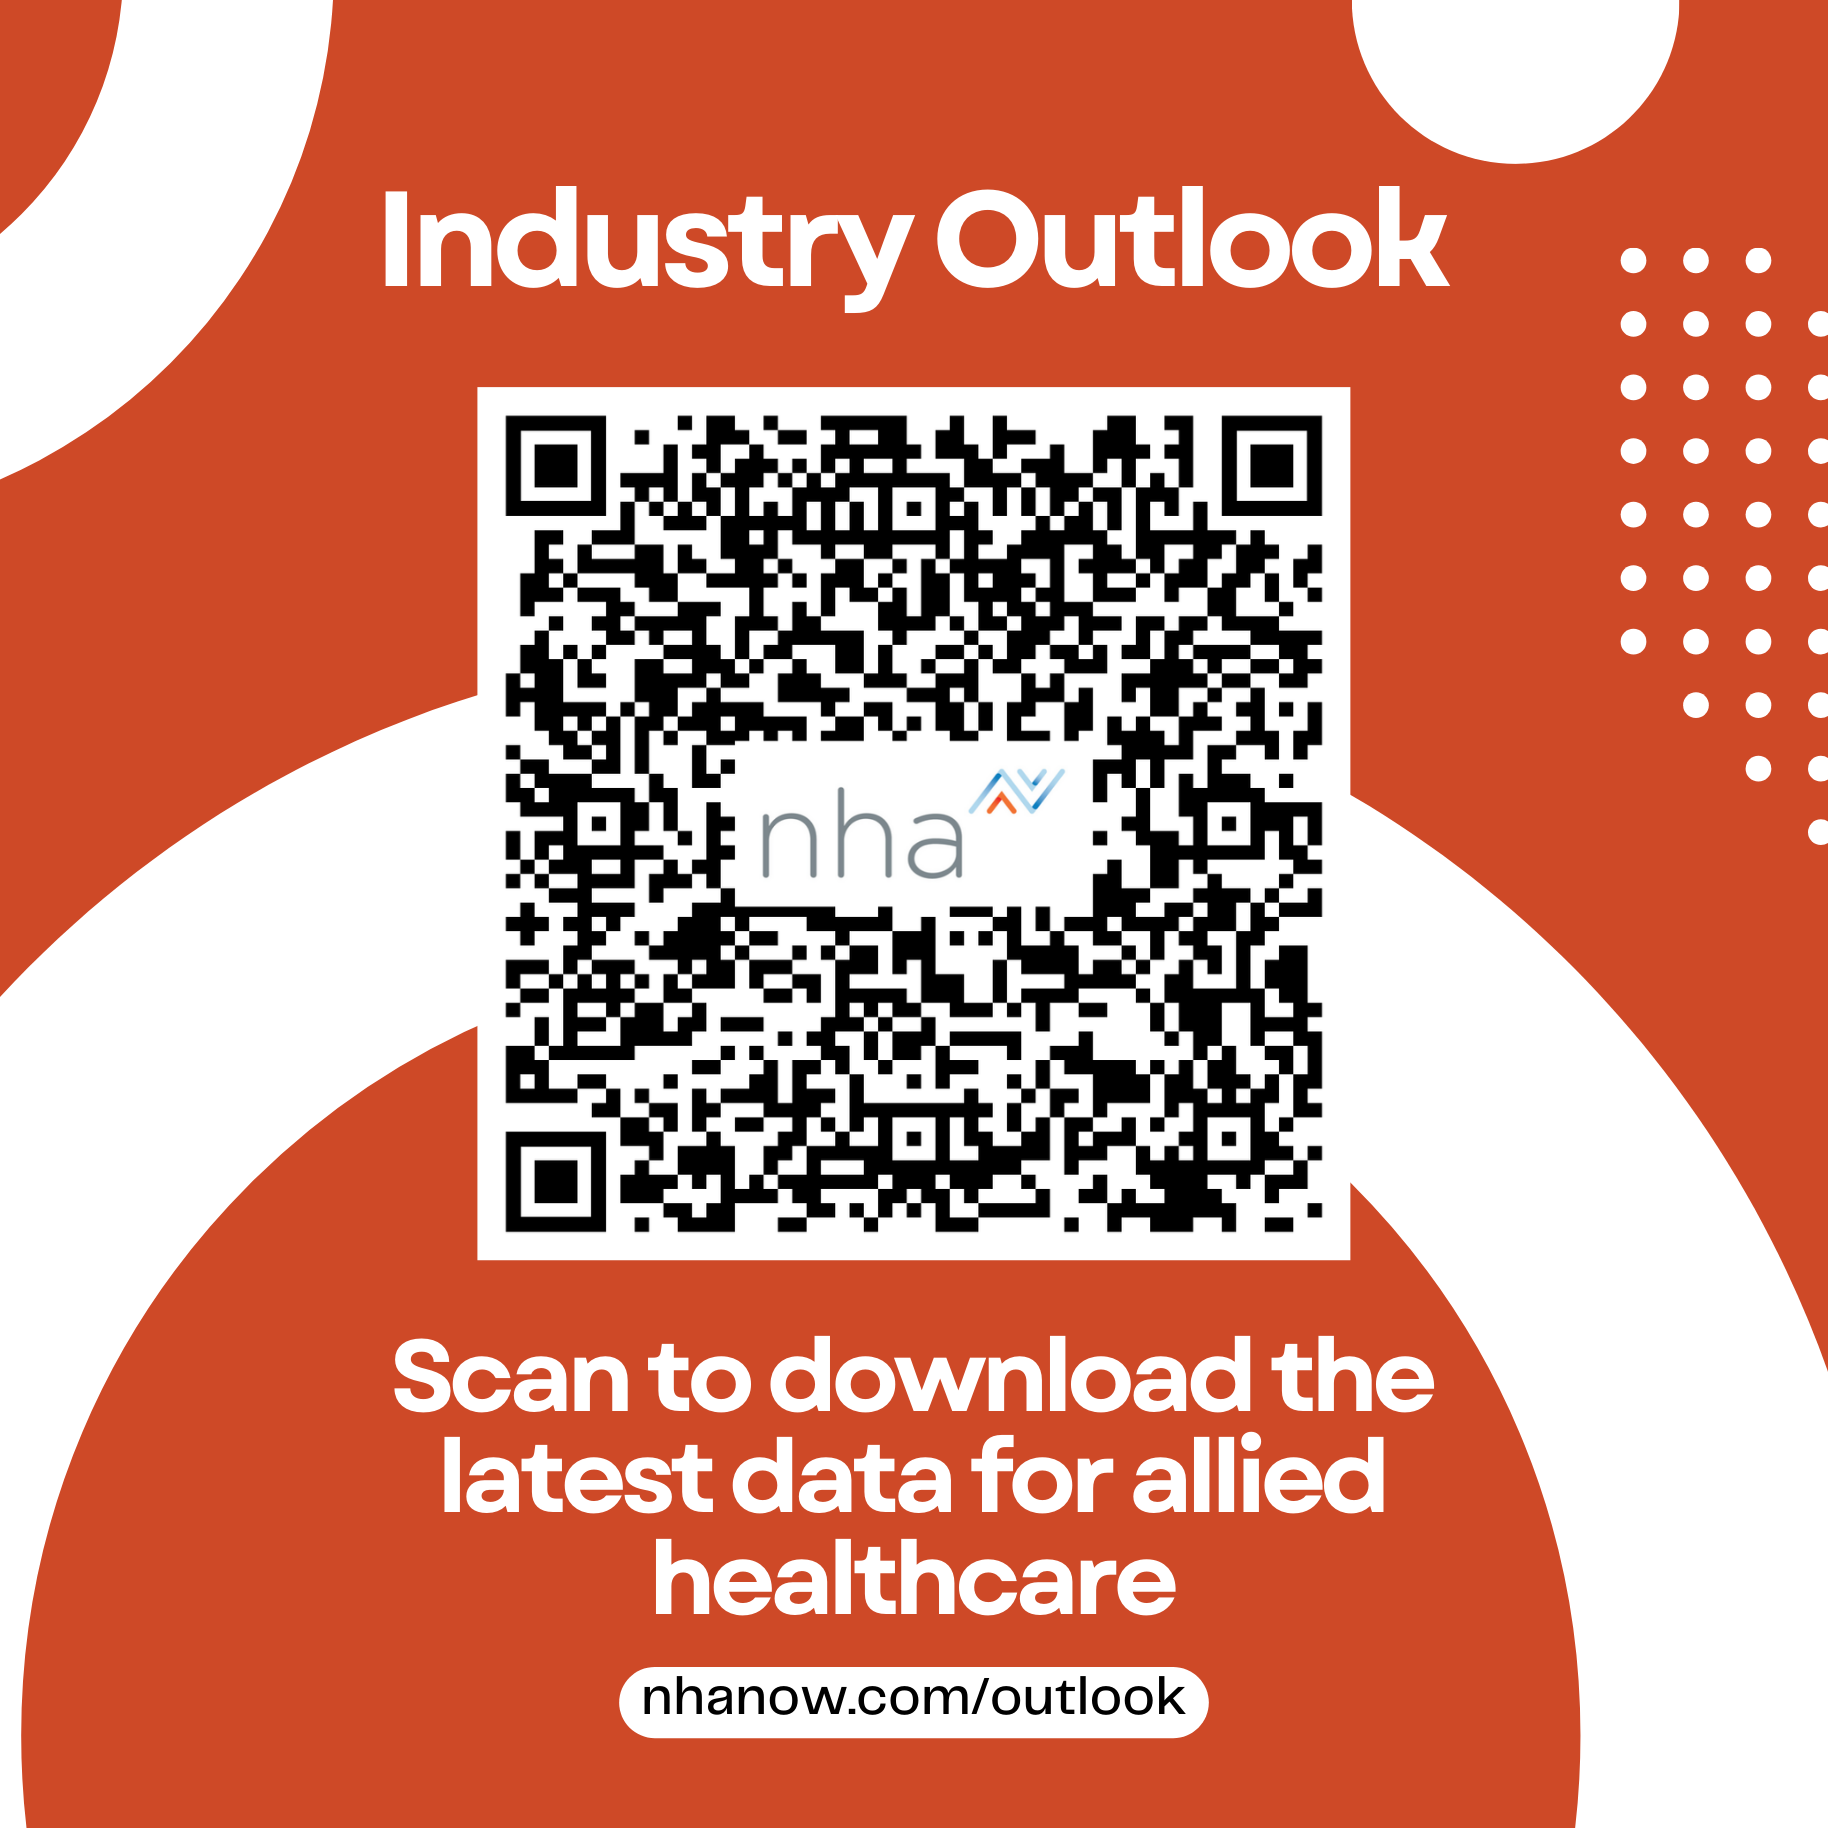 Industry Outlook
nha
Scan to download the
latest data for allied
healthcare
nhanow.com/outlook